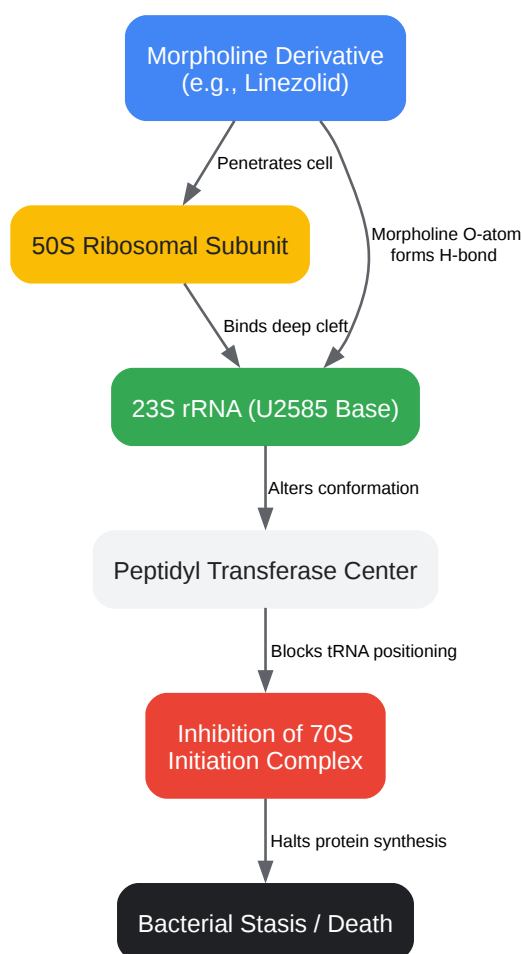 Morpholine Derivative
(e.g., Linezolid)
Penetrates cell
50S Ribosomal Subunit
Morpholine O-atom
forms H-bond
Binds deep cleft
23S rRNA (U2585 Base)
Alters conformation
Peptidyl Transferase Center
Blocks tRNA positioning
Inhibition of 70S
Initiation Complex
Halts protein synthesis
Bacterial Stasis / Death